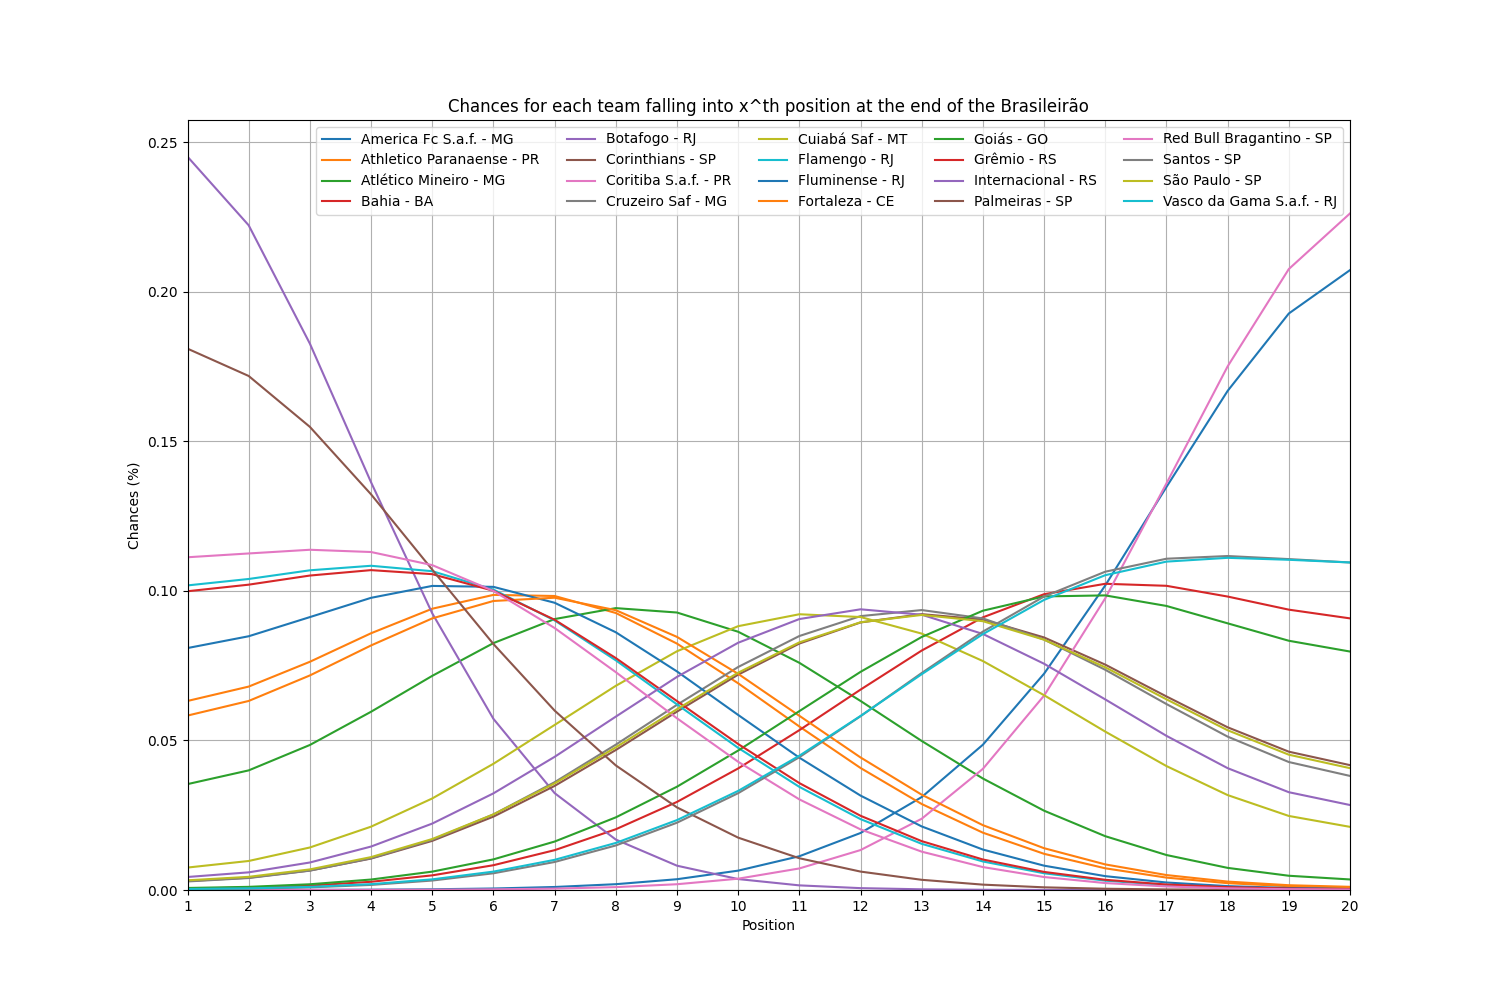 Chances for each team falling into x^th position at the end of the Brasileirão
America Fc S.a.f. - MG
Athletico Paranaense - PR
Atlético Mineiro - MG
Bahia - BA
Botafogo - RJ
Corinthians - SP
Coritiba S.a.f. - PR
Cruzeiro Saf - MG
Cuiabá Saf - MT
Flamengo - RJ
Fluminense - RJ
Fortaleza - CE
Goiás - GO
Grêmio - RS
Internacional - RS
Palmeiras - SP
Red Bull Bragantino - SP
Santos - SP
São Paulo - SP
Vasco da Gama S.a.f. - RJ
Chances (%)
0.25
0.20
0.15
0.10
0.05
0.00
1 2 3 4 5 6 7 8 9 10 11 12 13 14 15 16 17 18 19 20
Position